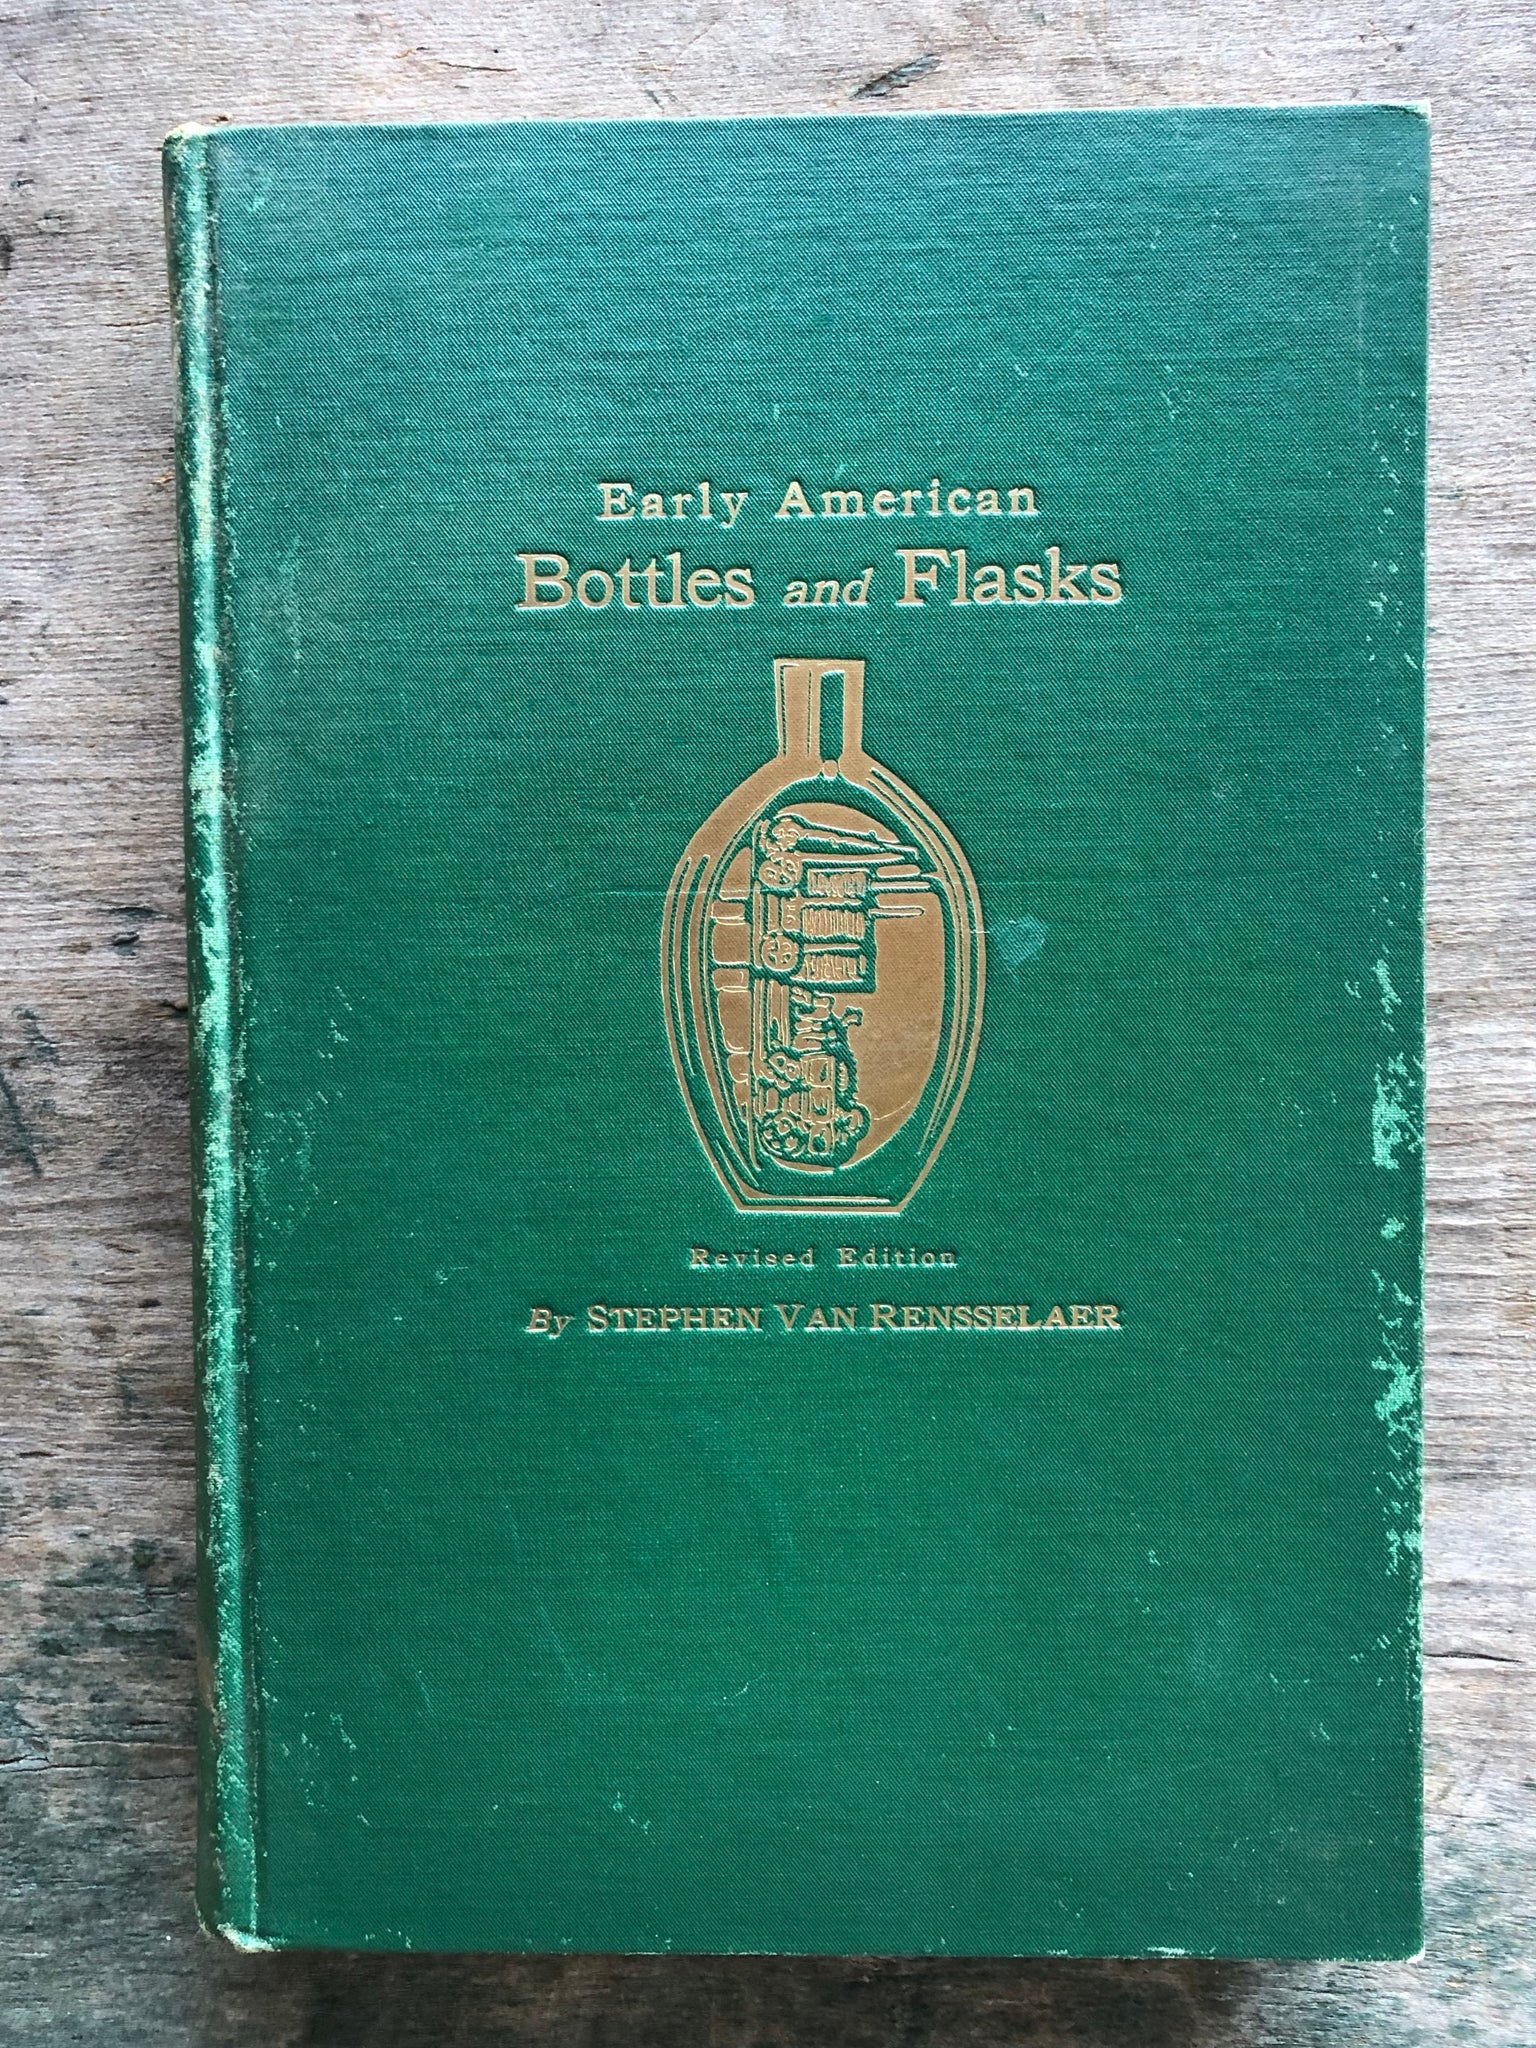 Early American
Bottles and Flasks
Revised Edition
By STEPHEN VAN RENSSELAER